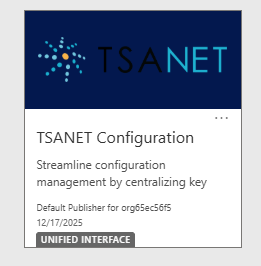 TSANET
...
TSANET Configuration
Streamline configuration
management by centralizing key
Default Publisher for org65ec56f5
12/17/2025
UNIFIED INTERFACE